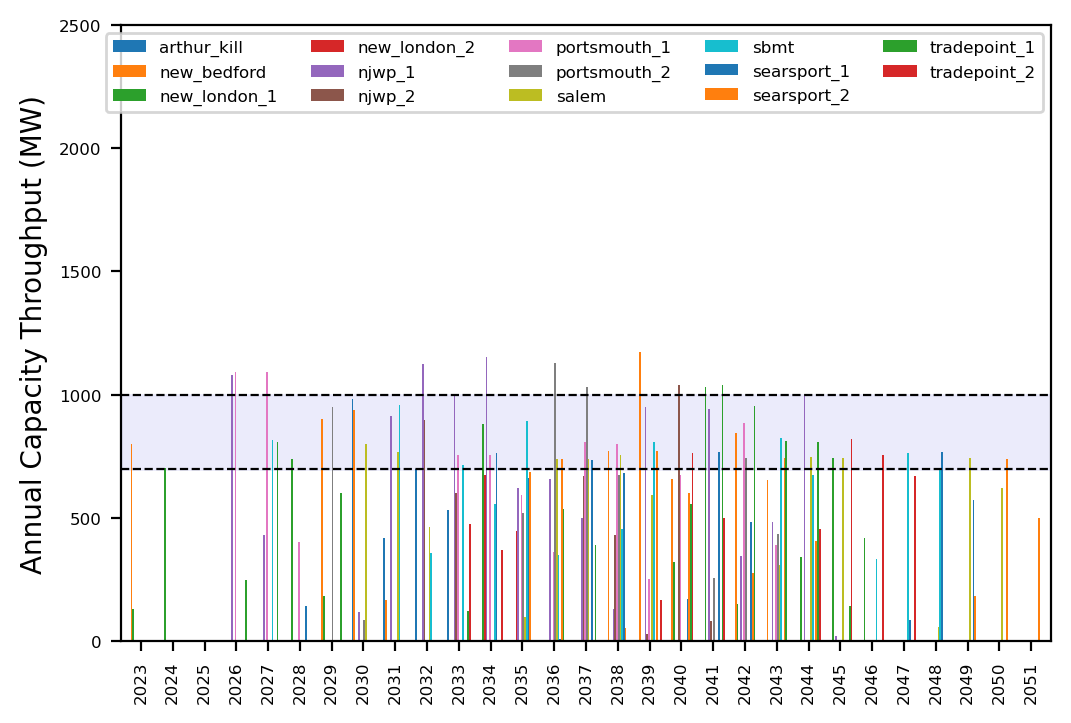 2500
2000
1500
1000
500
0
Annual Capacity Throughput (MW)
arthur_kill
new_bedford
new_london_1
new_london_2
njwp_1
njwp_2
portsmouth_1
portsmouth_2
salem
sbmt
searsport_1
searsport_2
tradepoint_1
tradepoint_2
2023
2024
2025
2026
2027
2028
2029
2030
2031
2032
2033
2034
2035
2036
2037
2038
2039
2040
2041
2042
2043
2044
2045
2046
2047
2048
2049
2050
2051